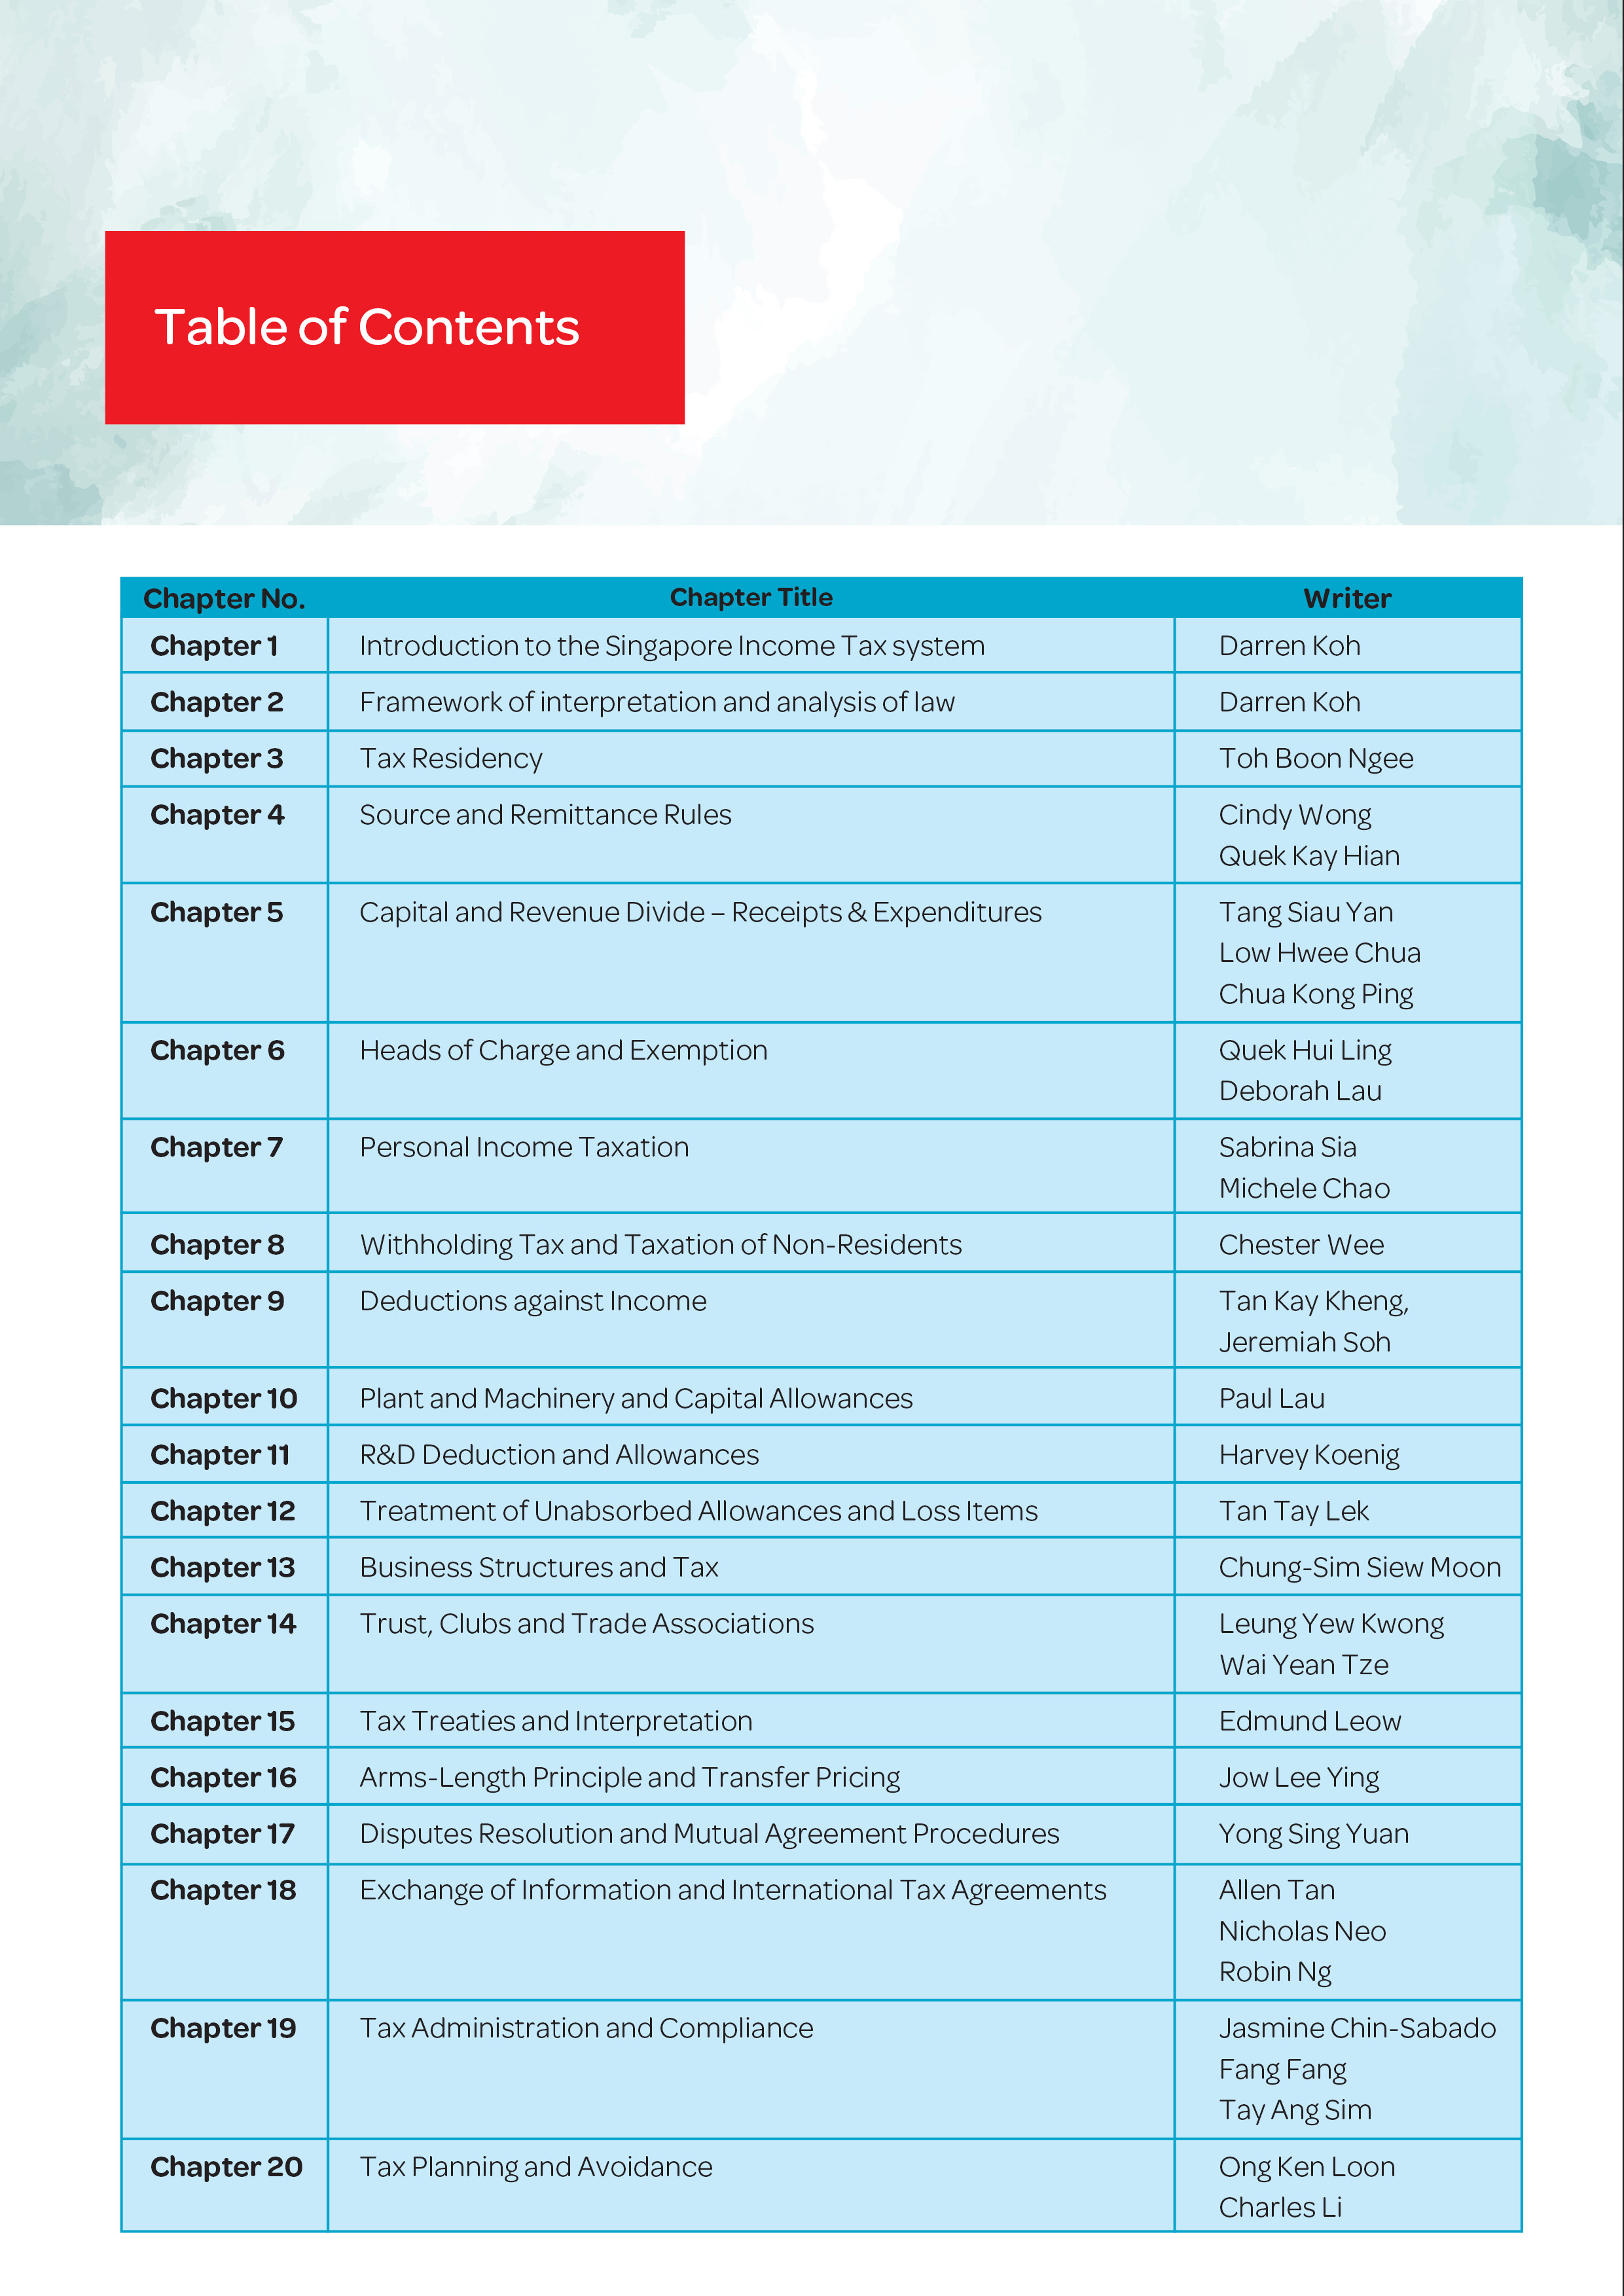 Table of Contents
Chapter No. Chapter Title Writer
Chapter 1 Introduction to the Singapore Income Tax system Darren Koh
Chapter 2 Framework of interpretation and analysis of law Darren Koh
Chapter 3 Tax Residency Toh Boon Ngee
Chapter 4 Source and Remittance Rules Cindy Wong
Quek Kay Hian
Chapter 5 Capital and Revenue Divide – Receipts & Expenditures Tang Siau Yan
Low Hwee Chua
Chua Kong Ping
Chapter 6 Heads of Charge and Exemption Quek Hui Ling
Deborah Lau
Chapter 7 Personal Income Taxation Sabrina Sia
Michele Chao
Chapter 8 Withholding Tax and Taxation of Non-Residents Chester Wee
Chapter 9 Deductions against Income Tan Kay Kheng,
Jeremiah Soh
Chapter 10 Plant and Machinery and Capital Allowances Paul Lau
Chapter 11 R&D Deduction and Allowances Harvey Koenig
Chapter 12 Treatment of Unabsorbed Allowances and Loss Items Tan Tay Lek
Chapter 13 Business Structures and Tax Chung-Sim Siew Moon
Chapter 14 Trust, Clubs and Trade Associations Leung Yew Kwong
Wai Yean Tze
Chapter 15 Tax Treaties and Interpretation Edmund Leow
Chapter 16 Arms-Length Principle and Transfer Pricing Jow Lee Ying
Chapter 17 Disputes Resolution and Mutual Agreement Procedures Yong Sing Yuan
Chapter 18 Exchange of Information and International Tax Agreements Allen Tan
Nicholas Neo
Robin Ng
Chapter 19 Tax Administration and Compliance Jasmine Chin-Sabado
Fang Fang
Tay Ang Sim
Chapter 20 Tax Planning and Avoidance Ong Ken Loon
Charles Li